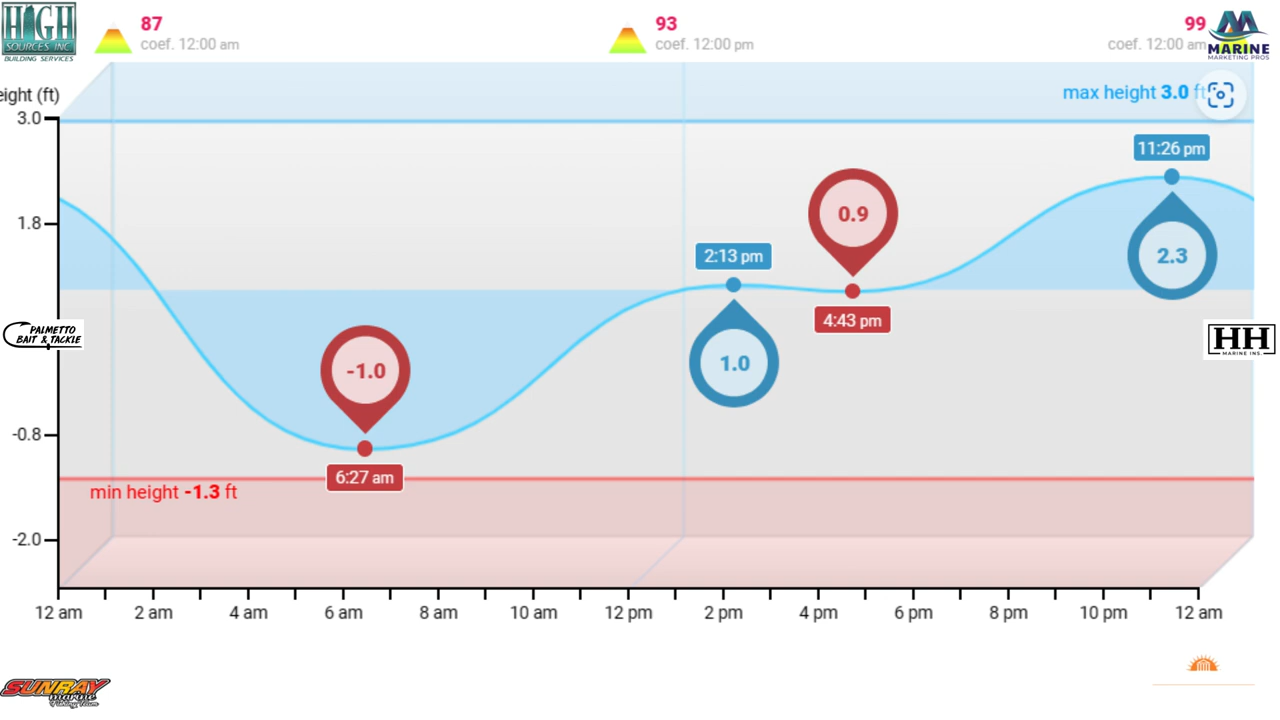 HIGH
SOURCES INC.
BUILDING SERVICES
87
coef. 12:00 am
93
coef. 12:00 pm
99
coef. 12:00 am
MARINE
MARKETING PROS
eight (ft)
max height 3.0 ft
3.0
11:26 pm
0.9
1.8
2:13 pm
2.3
4:43 pm
PALMETTO
BAIT & TACKLE
HH
MARINE INS.
-1.0
1.0
-0.8
6:27 am
min height -1.3 ft
-2.0
12 am 2 am 4 am 6 am 8 am 10 am 12 pm 2 pm 4 pm 6 pm 8 pm 10 pm 12 am
SUNRAY
marine
Fishing Team